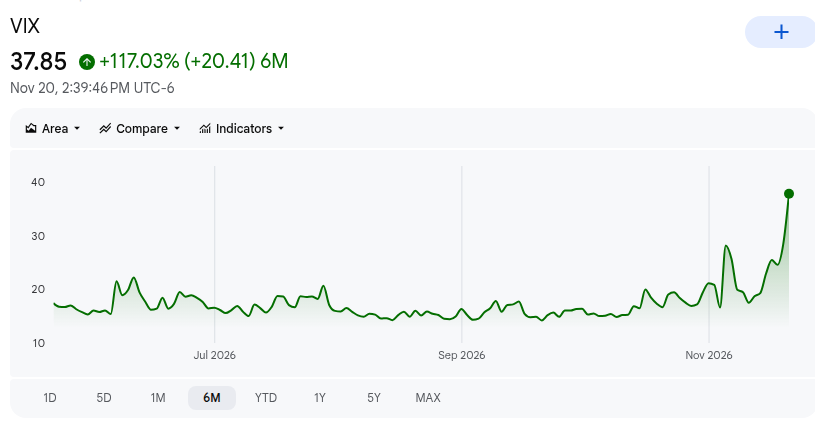 VIX
37.85 +117.03% (+20.41) 6M
Nov 20, 2:39:46 PM UTC-6
Area Compare Indicators
40
30
20
10
Jul 2026 Sep 2026 Nov 2026
1D 5D 1M 6M YTD 1Y 5Y MAX